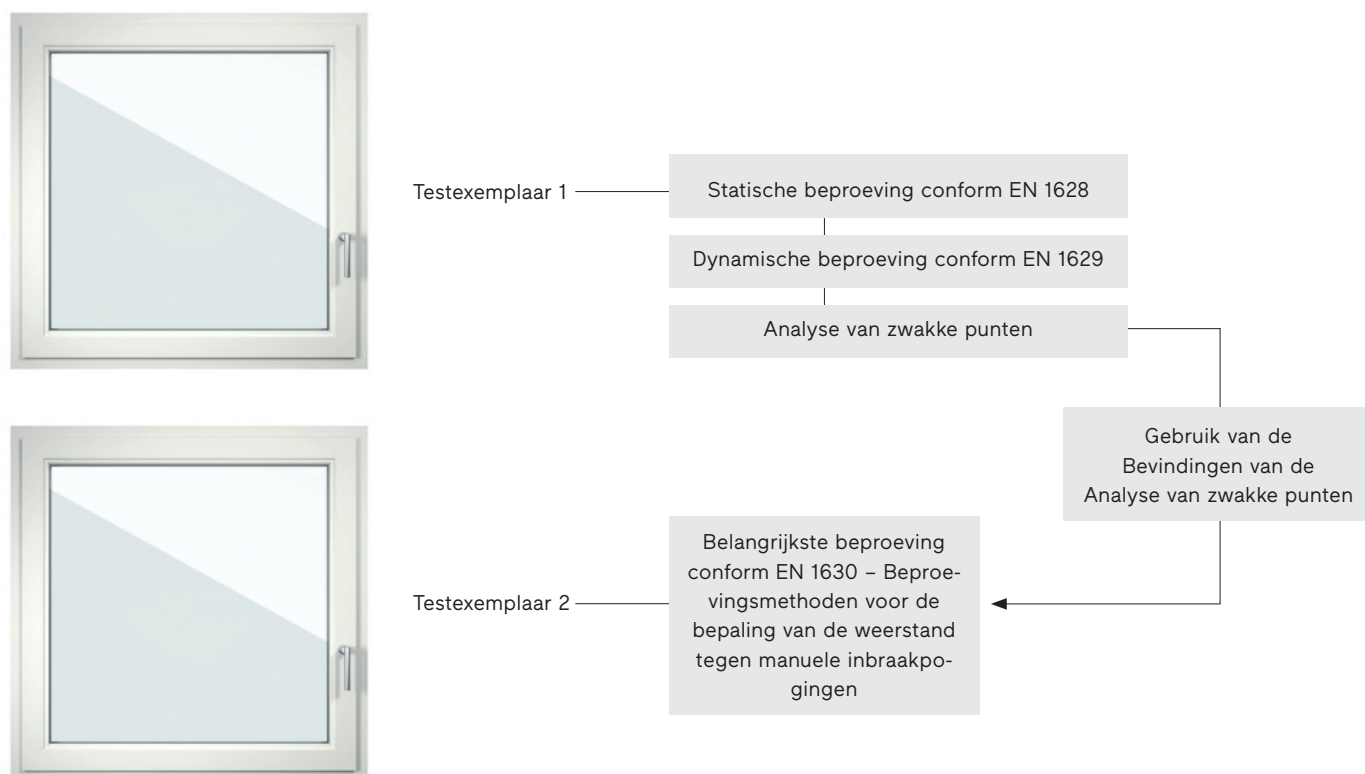 Testexemplaar 1
Statische beproeving conform EN 1628
Dynamische beproeving conform EN 1629
Analyse van zwakke punten
Gebruik van de
Bevindingen van de
Analyse van zwakke punten
Testexemplaar 2
Belangrijkste beproeving
conform EN 1630 – Beproe-
vingsmethoden voor de
bepaling van de weerstand
tegen manuele inbraakpo-
gingen